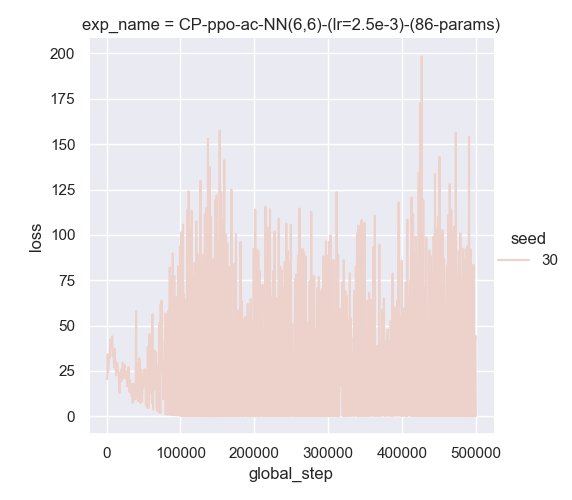 exp_name = CP-ppo-ac-NN(6,6)-(lr=2.5e-3)-(86-params)
200
175
150
125
100
75
50
25
0
loss
seed
30
0 100000 200000 300000 400000 500000
global_step